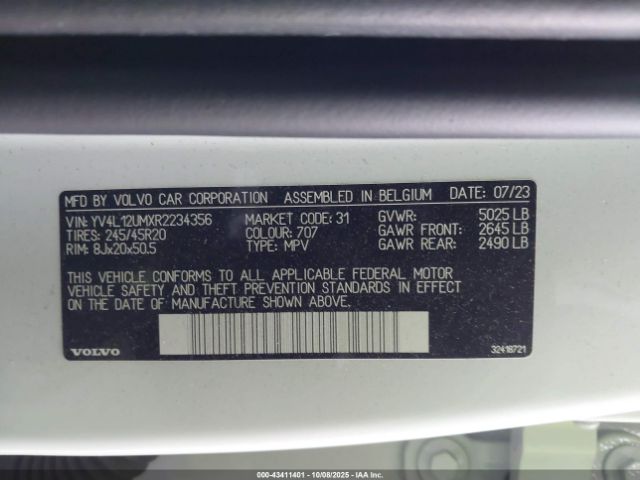 MFD BY VOLVO CAR CORPORATION ASSEMBLED IN BELGIUM DATE: 07/23
VIN: YV4L12UMXR2234356 MARKET CODE: 31 GVWR: 5025 LB
TIRES: 245/45R20 COLOUR: 707 GAWR FRONT: 2645 LB
RIM: 8Jx20x50.5 TYPE: MPV GAWR REAR: 2490 LB
THIS VEHICLE CONFORMS TO ALL APPLICABLE FEDERAL MOTOR
VEHICLE SAFETY AND THEFT PREVENTION STANDARDS IN EFFECT
ON THE DATE OF MANUFACTURE SHOWN ABOVE.
VOLVO 32418721
000-43411401 - 10/08/2025 - IAAI: IAC